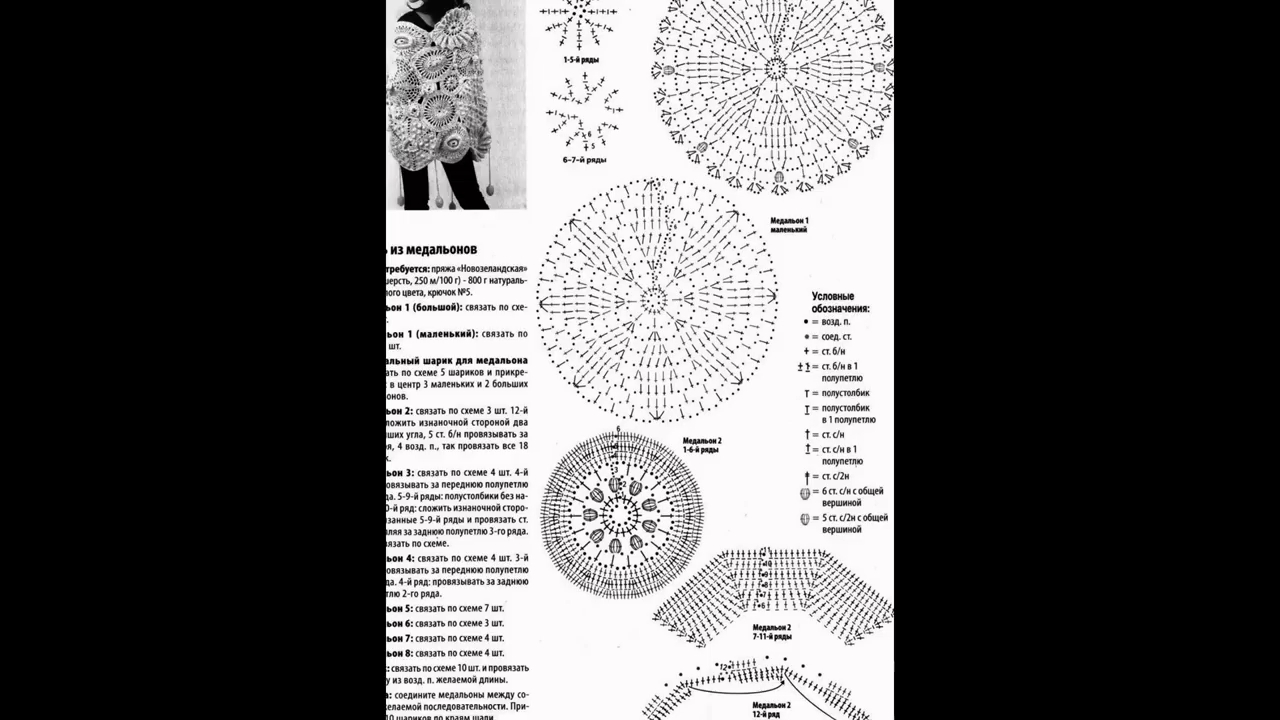 1-5-й ряды
6-7-й ряды
Медальон 1
маленький
из медальонов
требуется: пряжа «Новозеландская»
шерсть, 250 м/100 г) - 800 г натураль-
ного цвета, крючок №5.
он 1 (большой): связать по схе-
он 1 (маленький): связать по
шт.
альный шарик для медальона
ать по схеме 5 шариков и прикре-
в центр 3 маленьких и 2 больших
онов.
он 2: связать по схеме 3 шт. 12-й
ложить изнаночной стороной два
ших угла, 5 ст. б/н провязывать за
я, 4 возд. п., так провязать все 18
к.
он 3: связать по схеме 4 шт. 4-й
овязывать за переднюю полупетлю
да. 5-9-й ряды: полустолбики без на-
0-й ряд: сложить изнаночной сторо-
занные 5-9-й ряды и провязать ст.
вляя за заднюю полупетлю 3-го ряда.
язать по схеме.
он 4: связать по схеме 4 шт. 3-й
овязывать за переднюю полупетлю
да. 4-й ряд: провязывать за заднюю
тлю 2-го ряда.
он 5: связать по схеме 7 шт.
он 6: связать по схеме 3 шт.
он 7: связать по схеме 4 шт.
он 8: связать по схеме 4 шт.
: связать по схеме 10 шт. и провязать
у из возд. п. желаемой длины.
а: соедините медальоны между со-
желаемой последовательности. При-
10 шариков по краям шали.
Условные
обозначения:
• = возд. п.
= соед. ст.
+ = ст. б/н
= ст. б/н в 1
полупетлю
= полустолбик
= полустолбик
в 1 полупетлю
= ст. с/н
= ст. с/н в 1
полупетлю
= ст. с/2н
= 6 ст. с/н с общей
вершиной
= 5 ст. с/2н с общей
вершиной
Медальон 2
1-6-й ряды
Медальон 2
7-11-й ряды
Медальон 2
12-й ряд